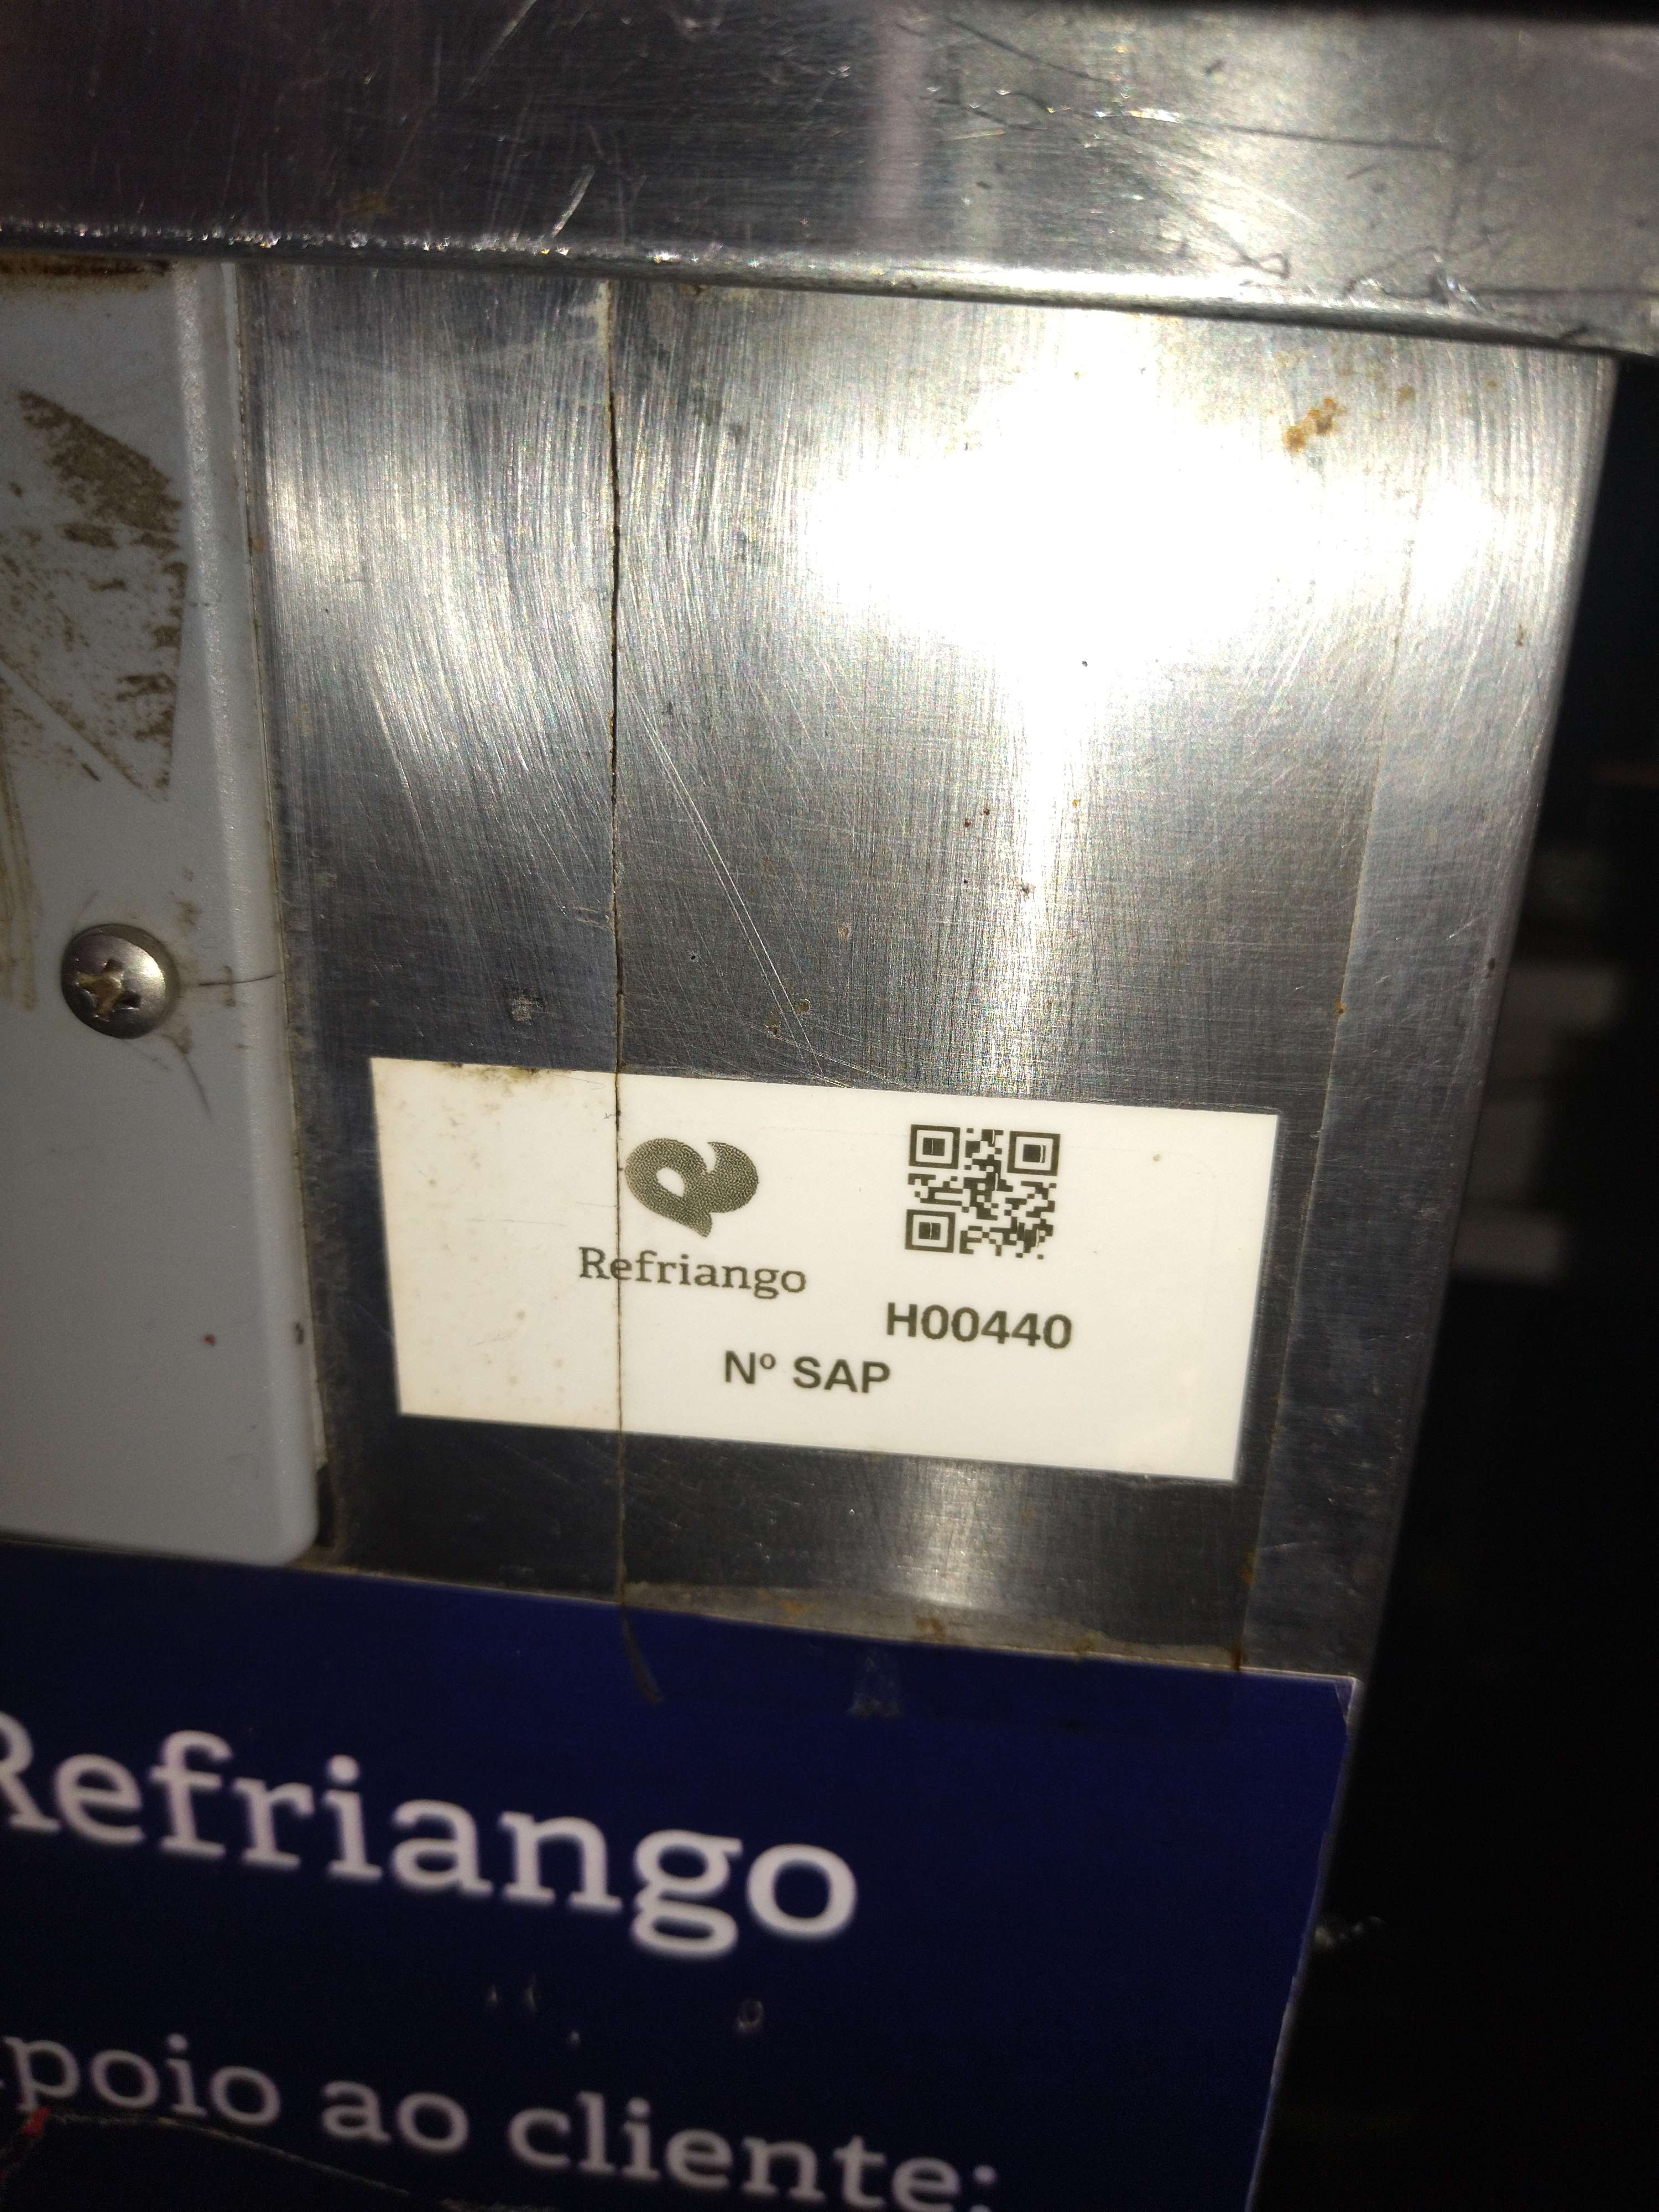 Refriango
H00440
Nº SAP
Refriango
poio ao cliente: